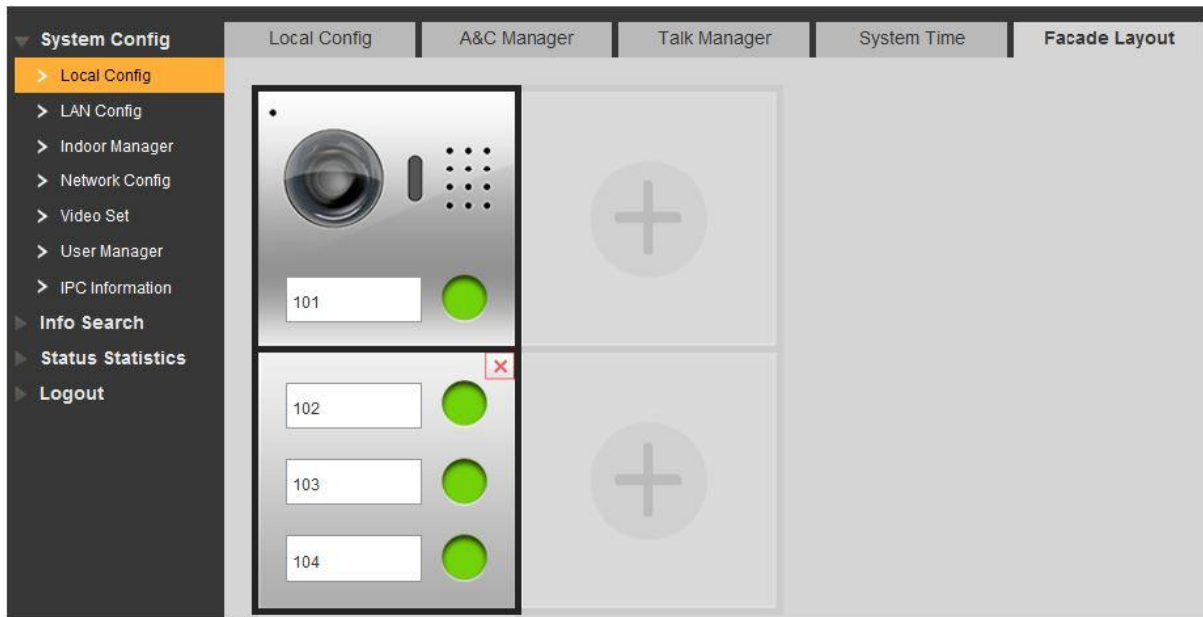 System Config
Local Config
LAN Config
Indoor Manager
Network Config
Video Set
User Manager
IPC Information
Info Search
Status Statistics
Logout
Local Config
A&C Manager
Talk Manager
System Time
Facade Layout
101
102
103
104